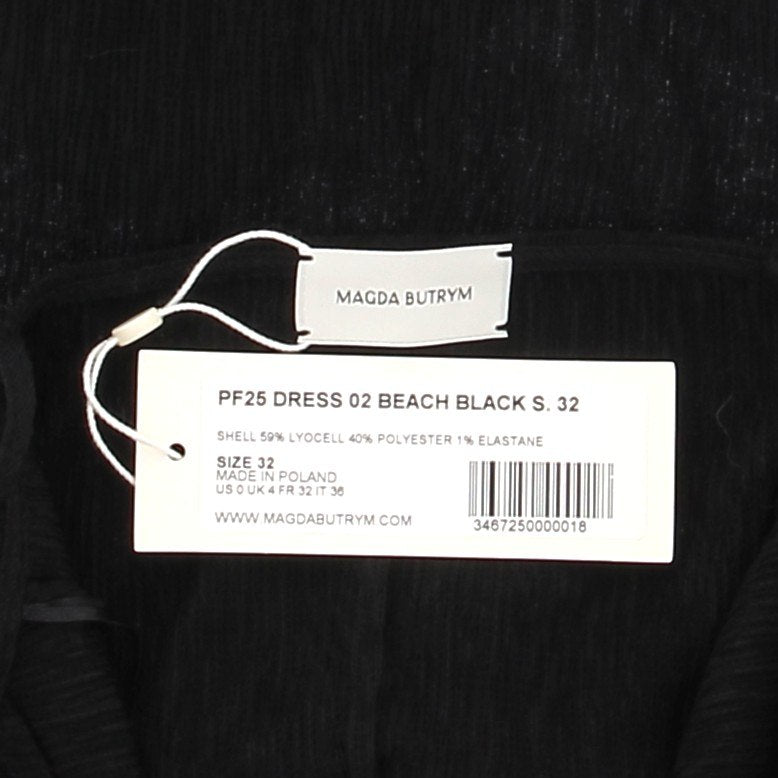 MAGDA BUTRYM
PF25 DRESS 02 BEACH BLACK S. 32
SHELL 59% LYOCELL 40% POLYESTER 1% ELASTANE
SIZE 32
MADE IN POLAND
US 0 UK 4 FR 32 IT 36
WWW.MAGDABUTRYM.COM
3467250000018